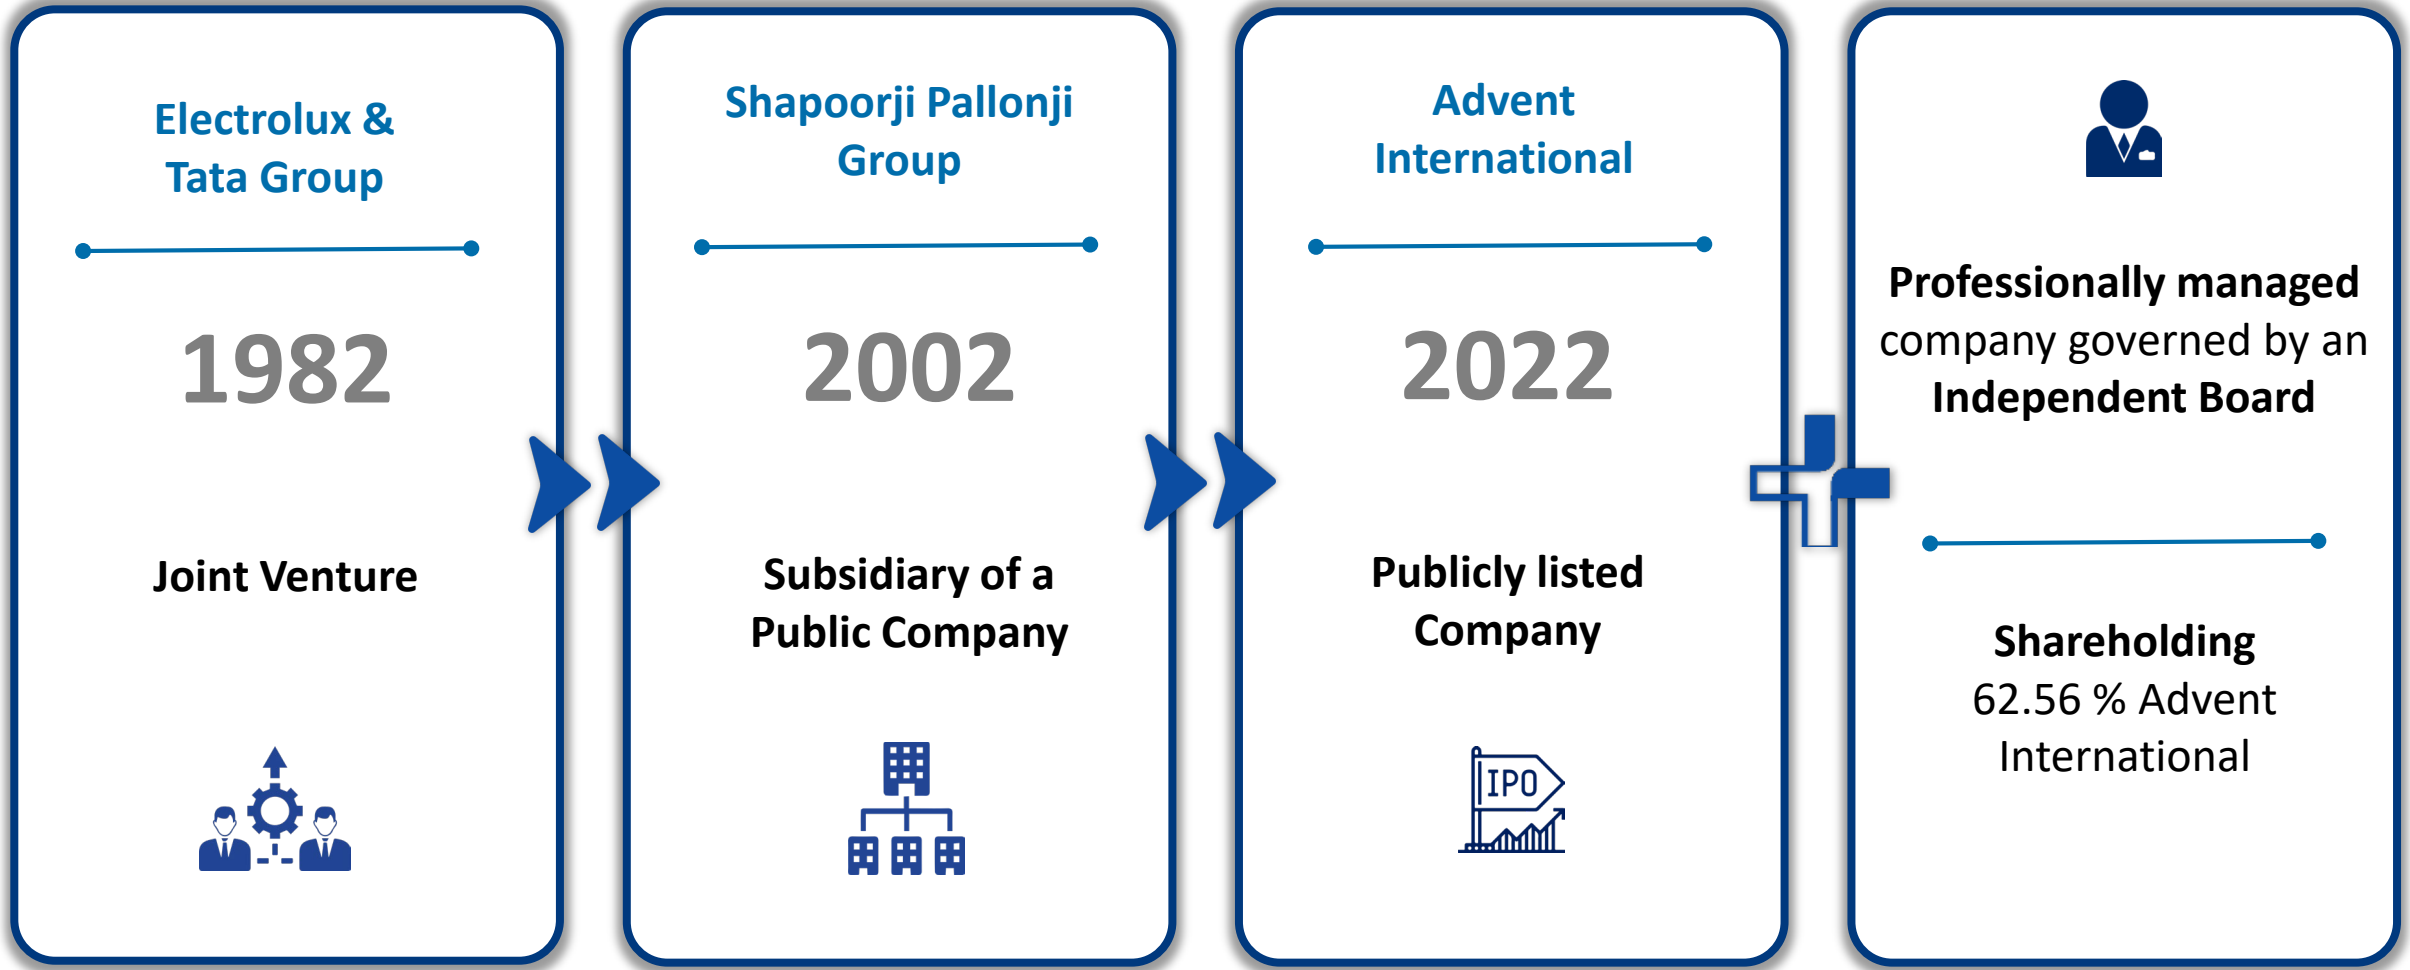 Electrolux &
Tata Group
1982
Joint Venture
Shapoorji Pallonji
Group
2002
Subsidiary of a
Public Company
Advent
International
2022
Publicly listed
Company
IPO
Professionally managed
company governed by an
Independent Board
Shareholding
62.56 % Advent
International